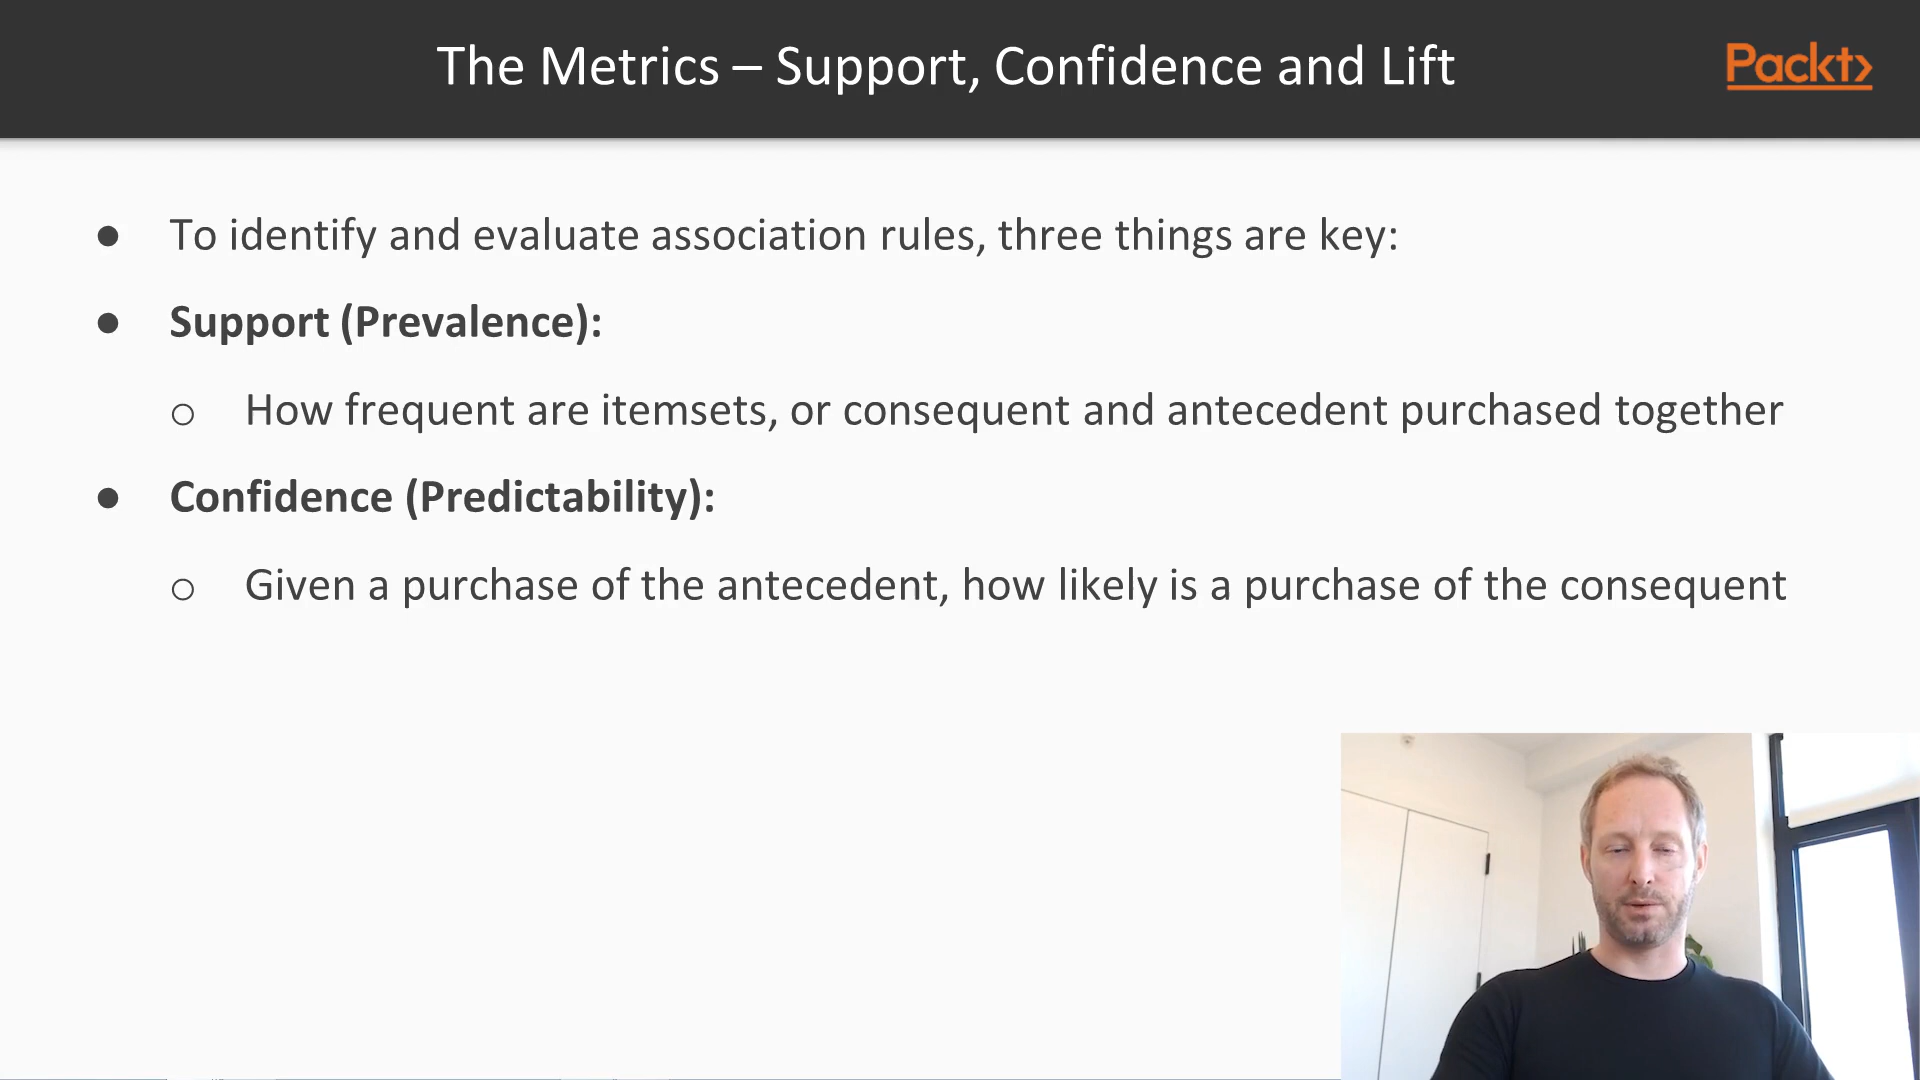 The Metrics – Support, Confidence and Lift
Packt
● To identify and evaluate association rules, three things are key:
● Support (Prevalence):
○ How frequent are itemsets, or consequent and antecedent purchased together
● Confidence (Predictability):
○ Given a purchase of the antecedent, how likely is a purchase of the consequent